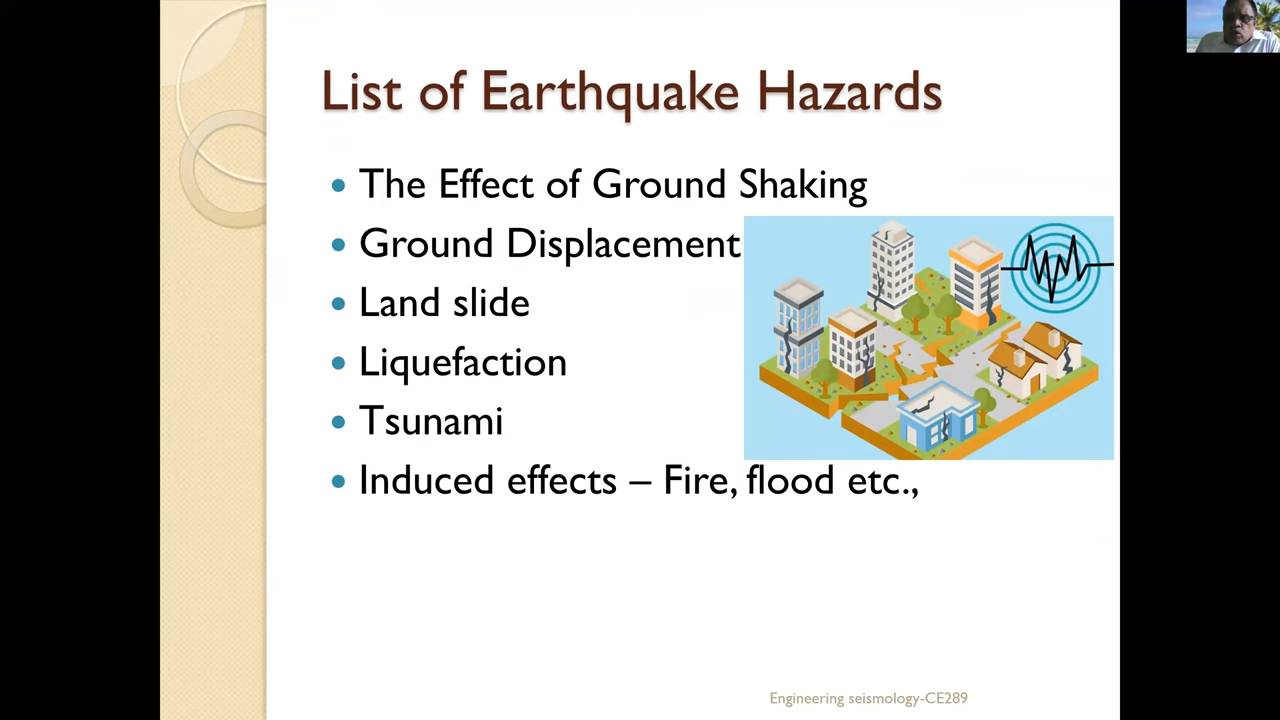 List of Earthquake Hazards
The Effect of Ground Shaking
Ground Displacement
Land slide
Liquefaction
Tsunami
Induced effects – Fire, flood etc.,
Engineering seismology-CE289